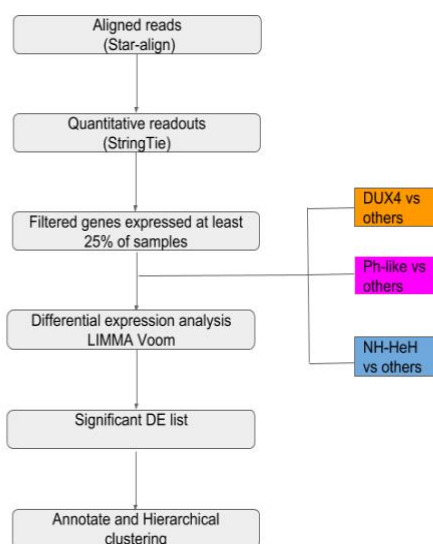 Aligned reads
(Star-align)
Quantitative readouts
(StringTie)
Filtered genes expressed at least
25% of samples
DUX4 vs
others
Ph-like vs
others
NH-HeH
vs others
Differential expression analysis
LIMMA Voom
Significant DE list
Annotate and Hierarchical
clustering